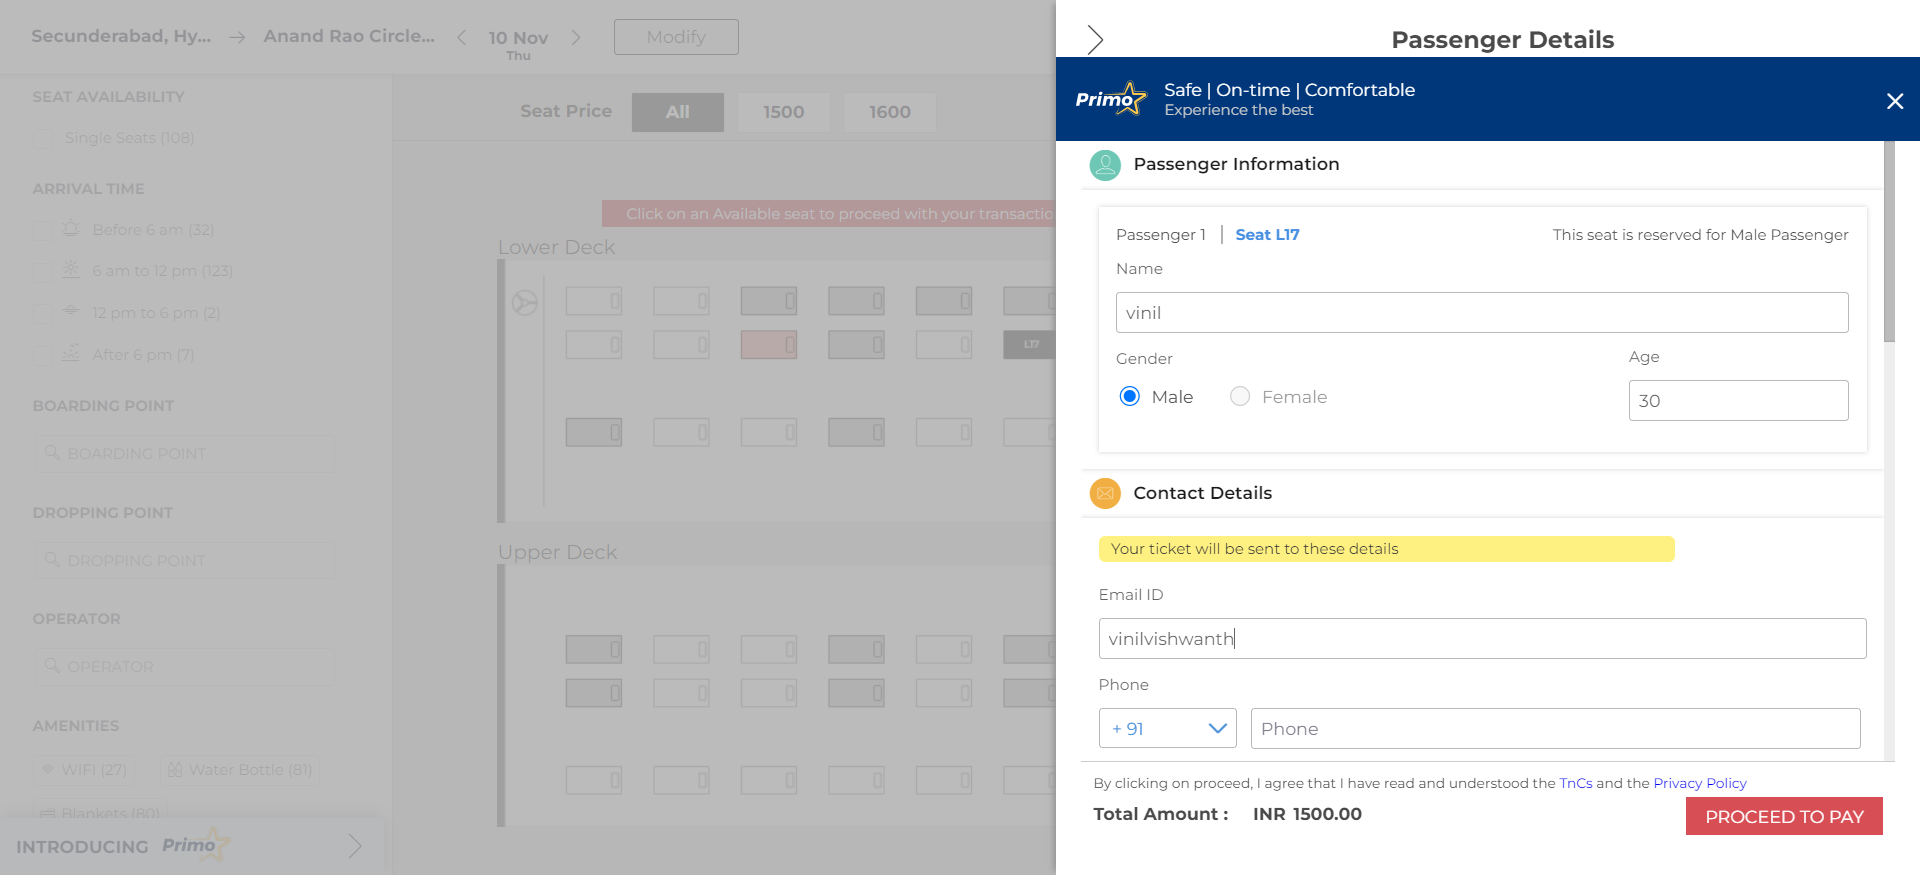 Secunderabad, Hy...
Anand Rao Circle...
10 Nov
Thu
Modify
SEAT AVAILABILITY
Single Seats (108)
ARRIVAL TIME
Before 6 am (32)
6 am to 12 pm (123)
12 pm to 6 pm (2)
After 6 pm (7)
BOARDING POINT
BOARDING POINT
DROPPING POINT
DROPPING POINT
OPERATOR
OPERATOR
AMENITIES
WIFI (27)
Water Bottle (81)
Blankets (80)
INTRODUCING Primo
Seat Price
All
1500
1600
Click on an Available seat to proceed with your transactio
Lower Deck
L17
Upper Deck
Passenger Details
Primo
Safe | On-time | Comfortable
Experience the best
Passenger Information
Passenger 1 | Seat L17
This seat is reserved for Male Passenger
Name
vinil
Gender
Age
Male
Female
30
Contact Details
Your ticket will be sent to these details
Email ID
vinilvishwanth
Phone
+ 91
Phone
By clicking on proceed, I agree that I have read and understood the TnCs and the Privacy Policy
Total Amount : INR 1500.00
PROCEED TO PAY